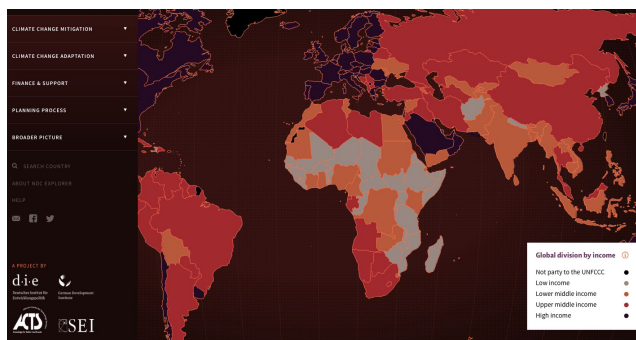 CLIMATE CHANGE MITIGATION
CLIMATE CHANGE ADAPTATION
FINANCE & SUPPORT
PLANNING PROCESS
BROADER PICTURE
SEARCH COUNTRY
ABOUT NDC EXPLORER
HELP
A PROJECT BY
d·i·e
Deutsches Institut für
Entwicklungspolitik
German Development
Institute
ACTS
SEI
Global division by income
Not party to the UNFCCC
Low income
Lower middle income
Upper middle income
High income